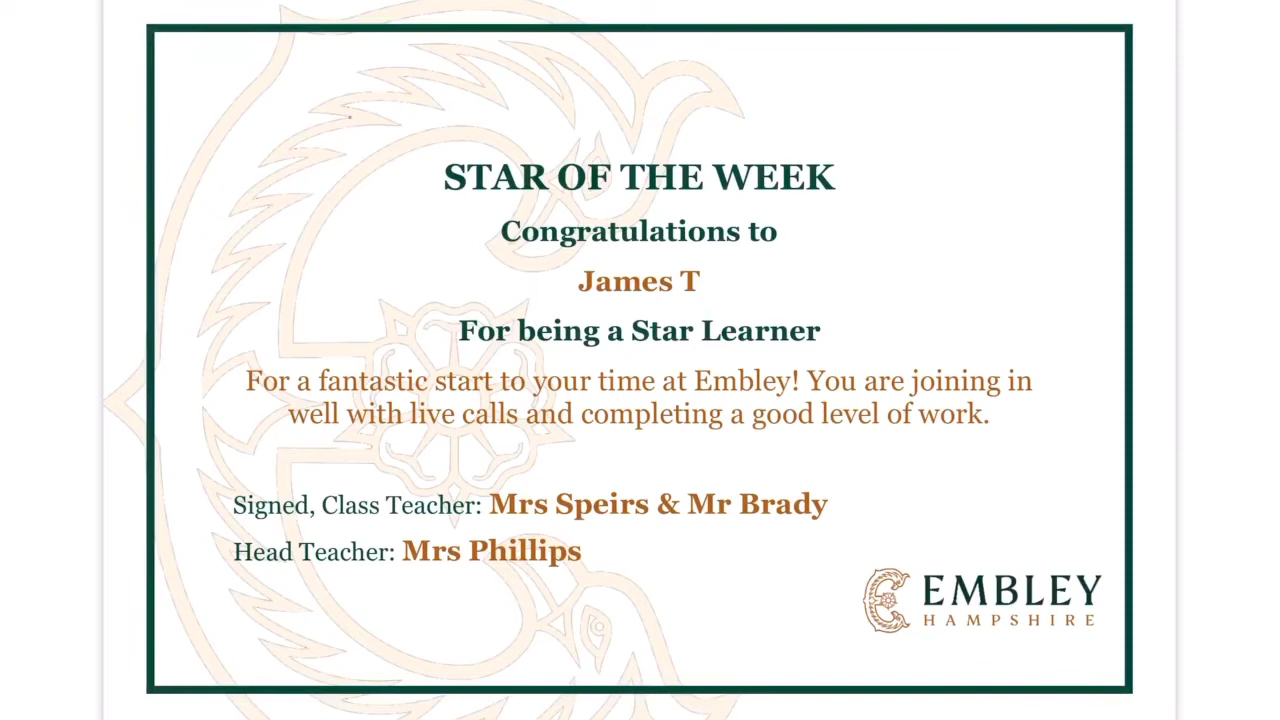 STAR OF THE WEEK
Congratulations to
James T
For being a Star Learner
For a fantastic start to your time at Embley! You are joining in
well with live calls and completing a good level of work.
Signed, Class Teacher: Mrs Speirs & Mr Brady
Head Teacher: Mrs Phillips
EMBLEY
HAMPSHIRE